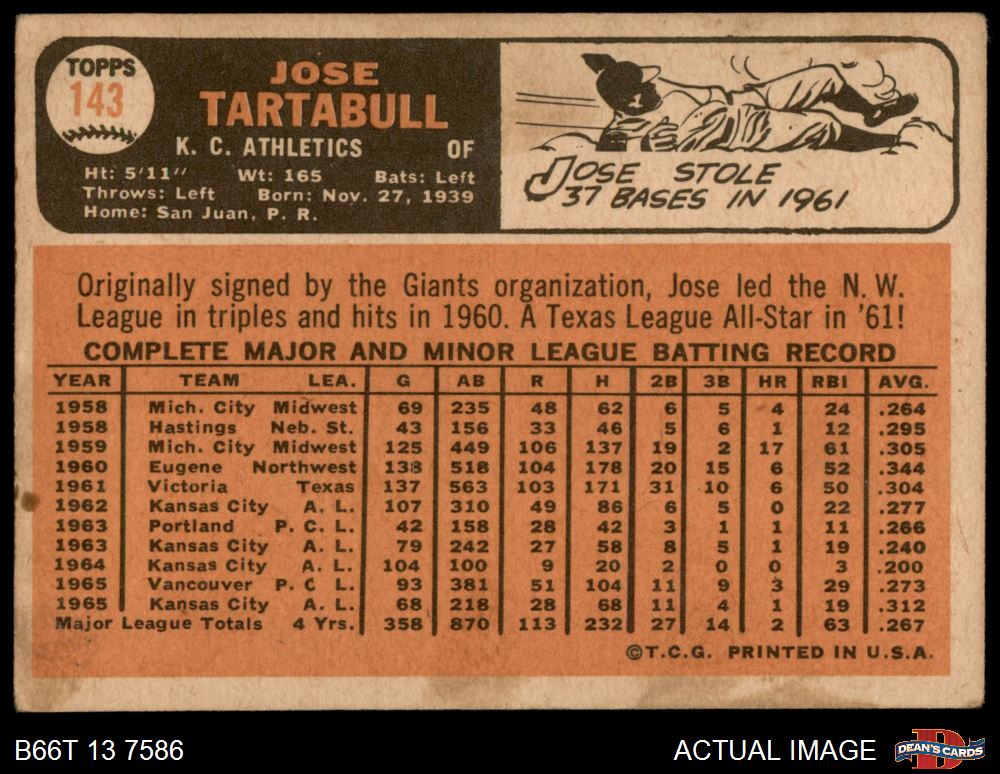 TOPPS
143
JOSE
TARTABULL
K. C. ATHLETICS OF
Ht: 5'11" Wt: 165 Bats: Left
Throws: Left Born: Nov. 27, 1939
Home: San Juan, P. R.
1
JOSE STOLE
37 BASES IN 1961
Originally signed by the Giants organization, Jose led the N. W.
League in triples and hits in 1960. A Texas League All-Star in '61!
COMPLETE MAJOR AND MINOR LEAGUE BATTING RECORD
YEAR TEAM LEA. G AB R H 2B 3B HR RBI AVG.
1958 Mich. City Midwest 69 235 48 62 6 5 4 24 .264
1958 Hastings Neb. St. 43 156 33 46 5 6 1 12 .295
1959 Mich. City Midwest 125 449 106 137 19 2 17 61 .305
1960 Eugene Northwest 138 518 104 178 20 15 6 52 .344
1961 Victoria Texas 137 563 103 171 31 10 6 50 .304
1962 Kansas City A. L. 107 310 49 86 6 5 0 22 .277
1963 Portland P. C. L. 42 158 28 42 3 1 1 11 .266
1963 Kansas City A. L. 79 242 27 58 8 5 1 19 .240
1964 Kansas City A. L. 104 100 9 20 2 0 0 3 .200
1965 Vancouver P. C L. 93 381 51 104 11 9 3 29 .273
1965 Kansas City A. L. 68 218 28 68 11 4 1 19 .312
Major League Totals 4 Yrs. 358 870 113 232 27 14 2 63 .267
©T.C.G. PRINTED IN U.S.A.
B66T 13 7586 ACTUAL IMAGE
D
DEAN'S CARDS